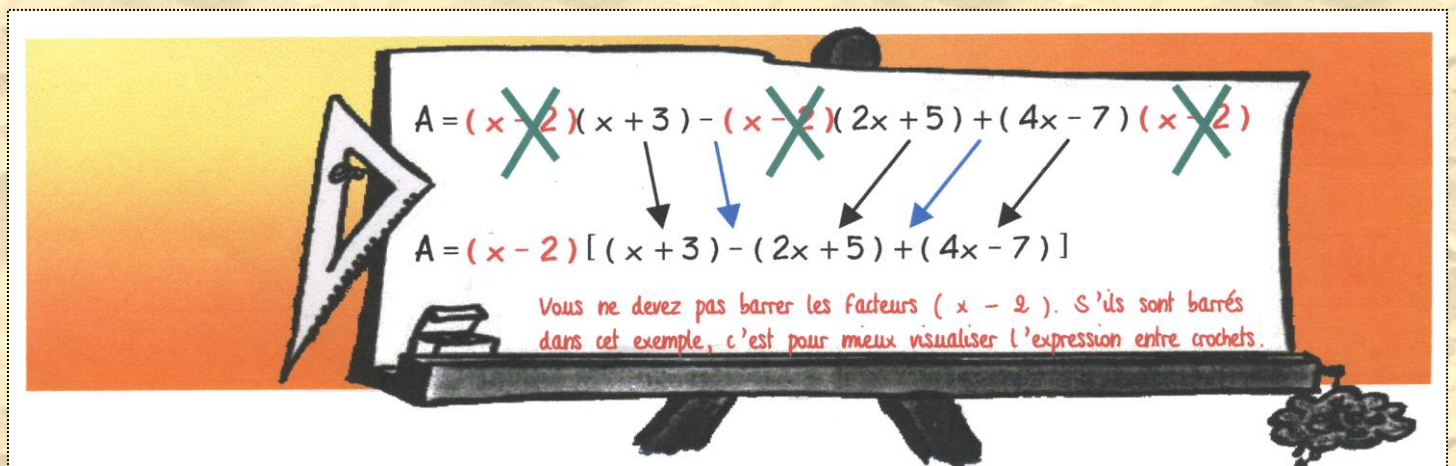 A = ( x - 2 )( x + 3 ) - ( x - 2 )( 2x + 5 ) + ( 4x - 7 ) ( x - 2 )
A = ( x - 2 ) [ ( x + 3 ) - ( 2x + 5 ) + ( 4x - 7 ) ]
Vous ne devez pas barrer les facteurs ( x - 2 ). S'ils sont barrés
dans cet exemple, c'est pour mieux visualiser l'expression entre crochets.